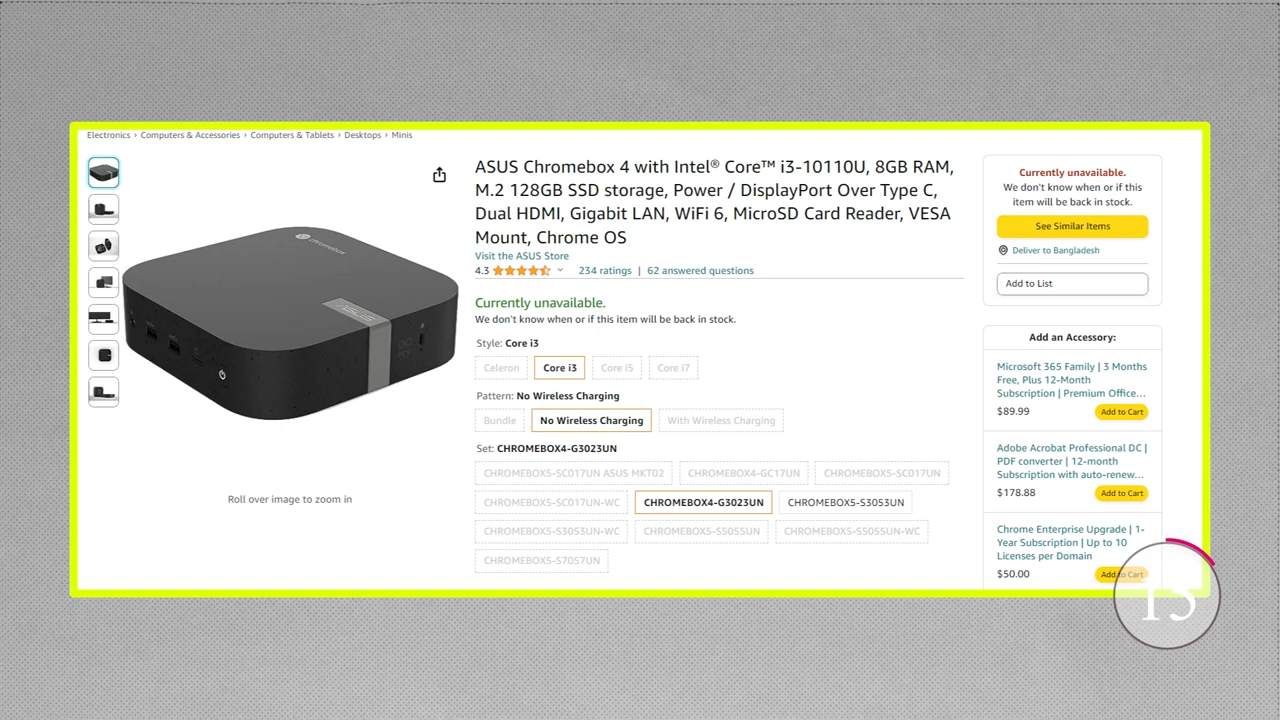 Electronics › Computers & Accessories › Computers & Tablets › Desktops › Minis
ASUS Chromebox 4 with Intel® Core™ i3-10110U, 8GB RAM,
M.2 128GB SSD storage, Power / DisplayPort Over Type C,
Dual HDMI, Gigabit LAN, WiFi 6, MicroSD Card Reader, VESA
Mount, Chrome OS
Visit the ASUS Store
4.3
234 ratings | 62 answered questions
Currently unavailable.
We don't know when or if this item will be back in stock.
Style: Core i3
Celeron
Core i3
Core i5
Core i7
Pattern: No Wireless Charging
Bundle
No Wireless Charging
With Wireless Charging
Set: CHROMEBOX4-G3023UN
CHROMEBOX5-SC017UN ASUS MKT02
CHROMEBOX4-GC17UN
CHROMEBOX5-SC017UN
CHROMEBOX5-SC017UN-WC
CHROMEBOX4-G3023UN
CHROMEBOX5-S3053UN
CHROMEBOX5-S3053UN-WC
CHROMEBOX5-S5055UN
CHROMEBOX5-S5055UN-WC
CHROMEBOX5-S7057UN
chromebox
ASUS
Roll over image to zoom in
Currently unavailable.
We don't know when or if this
item will be back in stock.
See Similar Items
Deliver to Bangladesh
Add to List
Add an Accessory:
Microsoft 365 Family | 3 Months
Free, Plus 12-Month
Subscription | Premium Office…
$89.99
Add to Cart
Adobe Acrobat Professional DC |
PDF converter | 12-month
Subscription with auto-renew…
$178.88
Add to Cart
Chrome Enterprise Upgrade | 1-
Year Subscription | Up to 10
Licenses per Domain
$50.00
Add to Cart